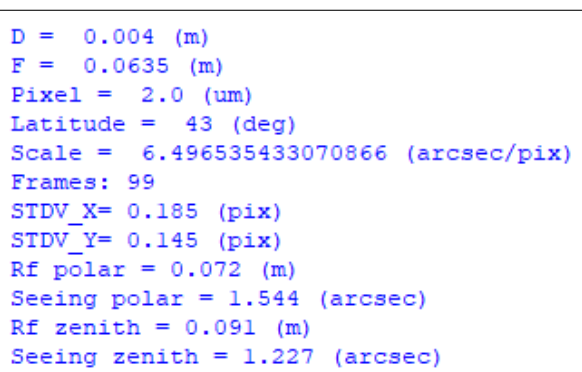 D =  0.004 (m)
F =  0.0635 (m)
Pixel =  2.0 (um)
Latitude =  43 (deg)
Scale =  6.496535433070866 (arcsec/pix)
Frames: 99
STDV_X= 0.185 (pix)
STDV_Y= 0.145 (pix)
Rf polar = 0.072 (m)
Seeing polar = 1.544 (arcsec)
Rf zenith = 0.091 (m)
Seeing zenith = 1.227 (arcsec)